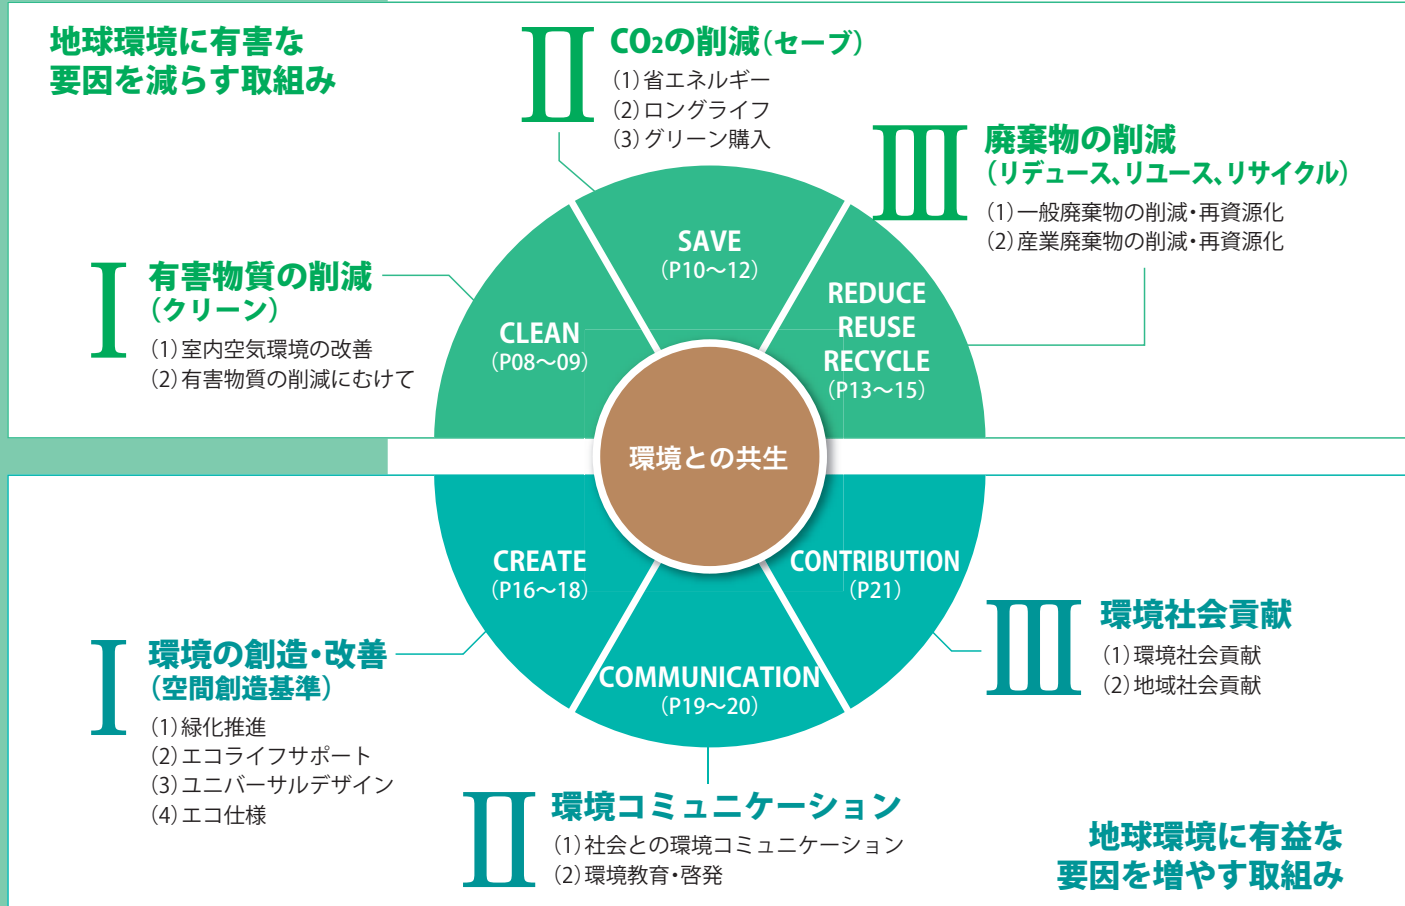 地球環境に有害な
要因を減らす取組み
II
CO₂の削減(セーブ)
(1)省エネルギー
(2)ロングライフ
(3)グリーン購入
III
廃棄物の削減
(リデュース、リユース、リサイクル)
(1)一般廃棄物の削減・再資源化
(2)産業廃棄物の削減・再資源化
I
有害物質の削減
(クリーン)
(1)室内空気環境の改善
(2)有害物質の削減にむけて
SAVE
(P10〜12)
CLEAN
(P08〜09)
REDUCE
REUSE
RECYCLE
(P13〜15)
環境との共生
CREATE
(P16〜18)
COMMUNICATION
(P19〜20)
CONTRIBUTION
(P21)
I
環境の創造・改善
(空間創造基準)
(1)緑化推進
(2)エコライフサポート
(3)ユニバーサルデザイン
(4)エコ仕様
II
環境コミュニケーション
(1)社会との環境コミュニケーション
(2)環境教育・啓発
III
環境社会貢献
(1)環境社会貢献
(2)地域社会貢献
地球環境に有益な
要因を増やす取組み